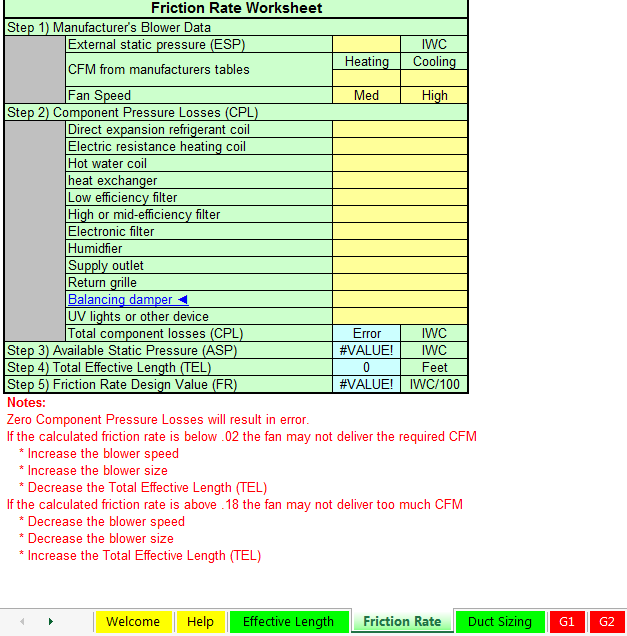 Friction Rate Worksheet
Step 1) Manufacturer's Blower Data
External static pressure (ESP) IWC
CFM from manufacturers tables Heating Cooling
Fan Speed Med High
Step 2) Component Pressure Losses (CPL)
Direct expansion refrigerant coil
Electric resistance heating coil
Hot water coil
heat exchanger
Low efficiency filter
High or mid-efficiency filter
Electronic filter
Humidfier
Supply outlet
Return grille
Balancing damper ◄
UV lights or other device
Total component losses (CPL) Error IWC
Step 3) Available Static Pressure (ASP) #VALUE! IWC
Step 4) Total Effective Length (TEL) 0 Feet
Step 5) Friction Rate Design Value (FR) #VALUE! IWC/100
Notes:
Zero Component Pressure Losses will result in error.
If the calculated friction rate is below .02 the fan may not deliver the required CFM
* Increase the blower speed
* Increase the blower size
* Decrease the Total Effective Length (TEL)
If the calculated friction rate is above .18 the fan may not deliver too much CFM
* Decrease the blower speed
* Decrease the blower size
* Increase the Total Effective Length (TEL)
Welcome Help Effective Length Friction Rate Duct Sizing G1 G2